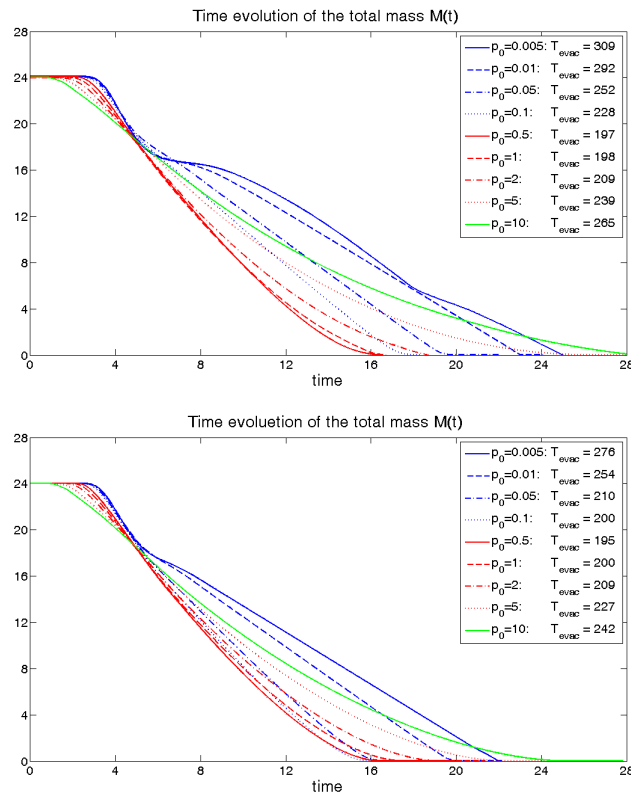 Time evolution of the total mass M(t)
28
24
20
16
12
8
4
0
0 4 8 12 16 20 24 28
time
p0=0.005: Tevac = 309
p0=0.01: Tevac = 292
p0=0.05: Tevac = 252
p0=0.1: Tevac = 228
p0=0.5: Tevac = 197
p0=1: Tevac = 198
p0=2: Tevac = 209
p0=5: Tevac = 239
p0=10: Tevac = 265
Time evoluetion of the total mass M(t)
28
24
20
16
12
8
4
0
0 4 8 12 16 20 24 28
time
p0=0.005: Tevac = 276
p0=0.01: Tevac = 254
p0=0.05: Tevac = 210
p0=0.1: Tevac = 200
p0=0.5: Tevac = 195
p0=1: Tevac = 200
p0=2: Tevac = 209
p0=5: Tevac = 227
p0=10: Tevac = 242